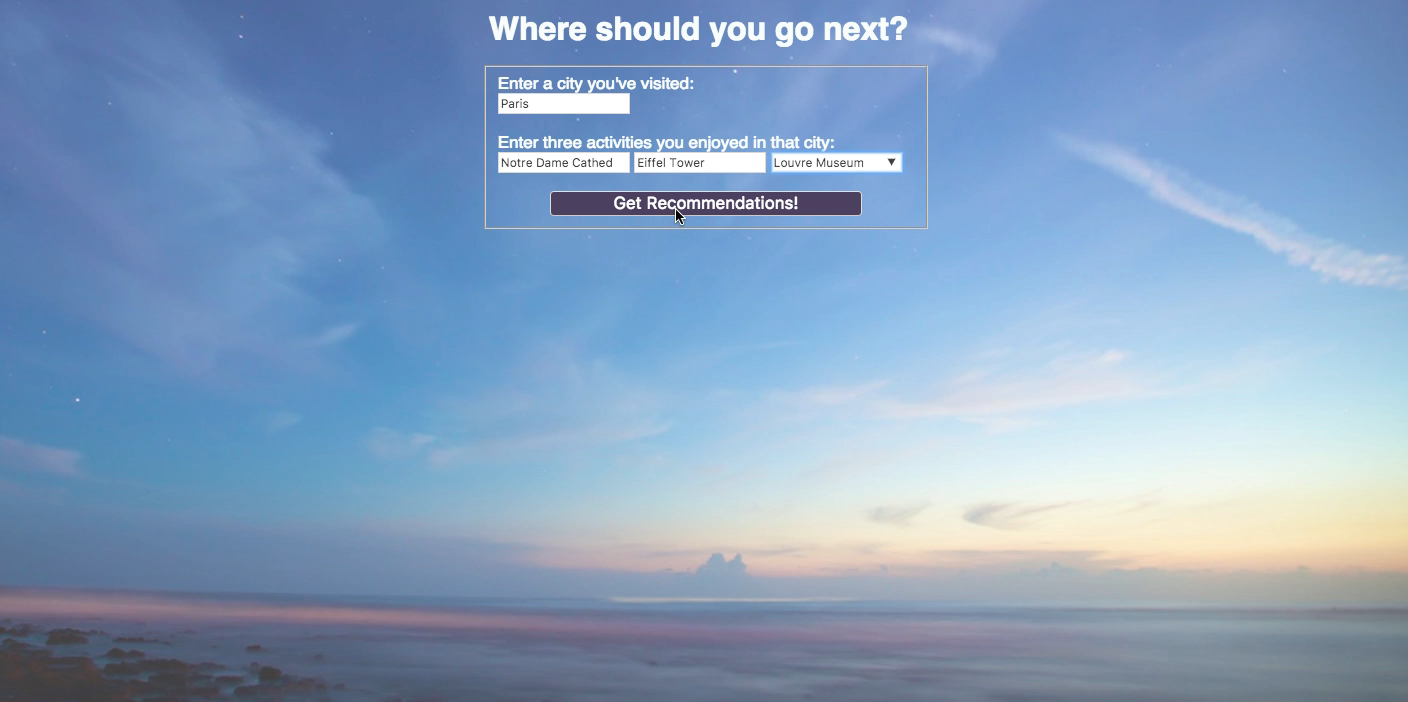 Where should you go next?
Enter a city you've visited:
Paris
Enter three activities you enjoyed in that city:
Notre Dame Cathed Eiffel Tower Louvre Museum
Get Recommendations!